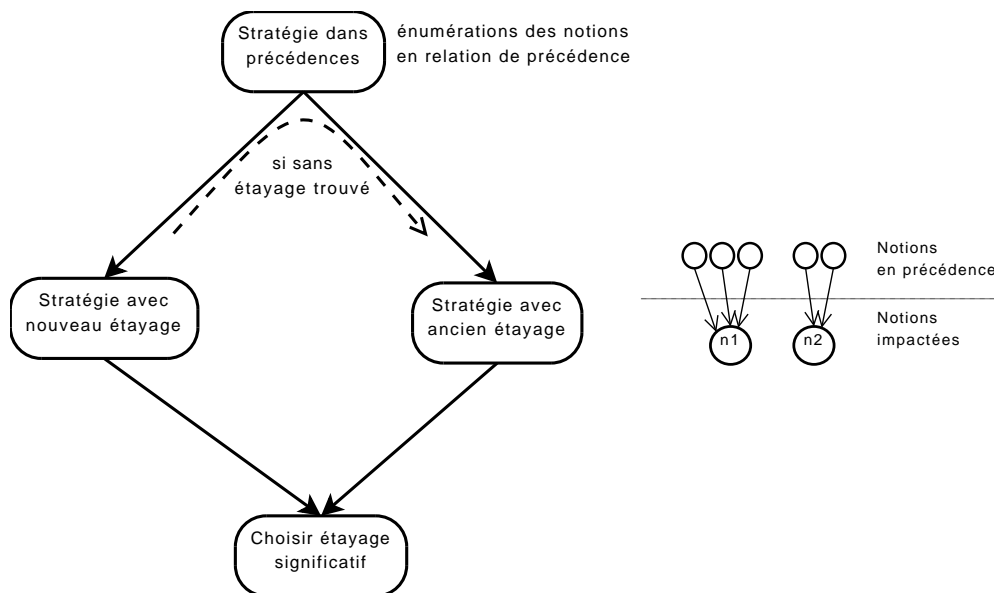 Stratégie dans
précédences
énumérations des notions
en relation de précédence
si sans
étayage trouvé
Stratégie avec
nouveau étayage
Stratégie avec
ancien étayage
Choisir étayage
significatif
Notions
en précédence
Notions
impactées
n1
n2